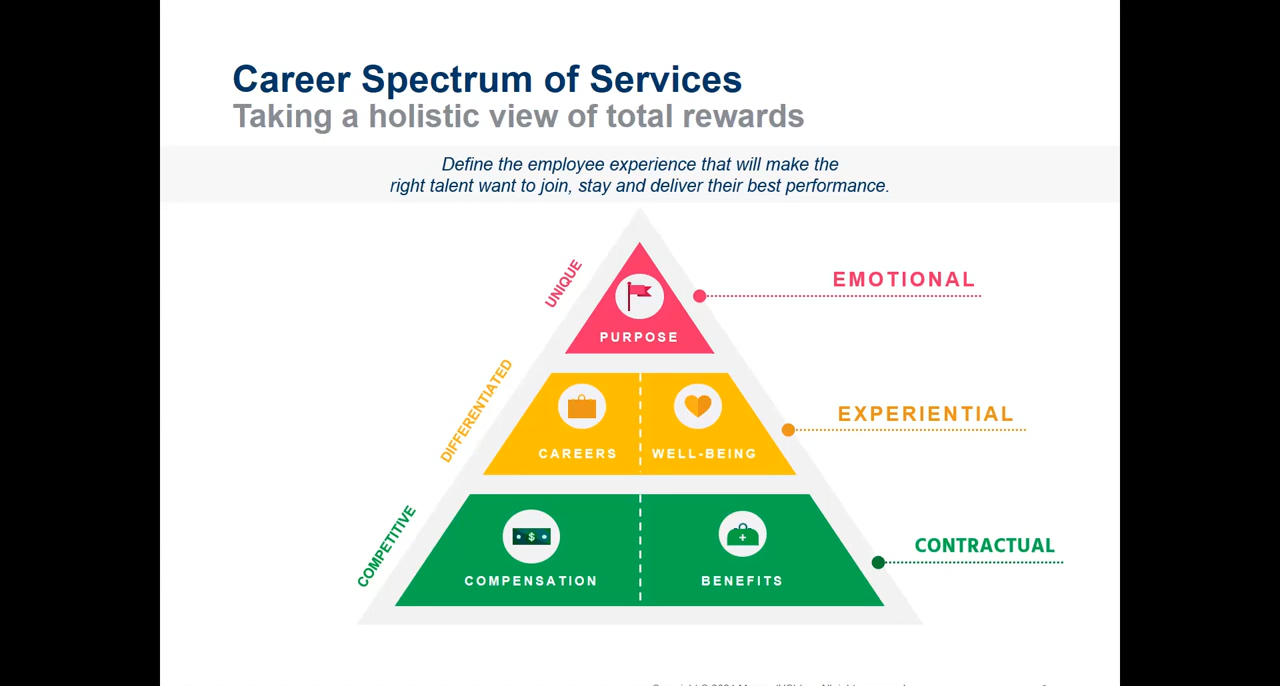 Career Spectrum of Services
Taking a holistic view of total rewards
Define the employee experience that will make the
right talent want to join, stay and deliver their best performance.
UNIQUE
PURPOSE
EMOTIONAL
DIFFERENTIATED
CAREERS
WELL-BEING
EXPERIENTIAL
COMPETITIVE
$
COMPENSATION
BENEFITS
CONTRACTUAL